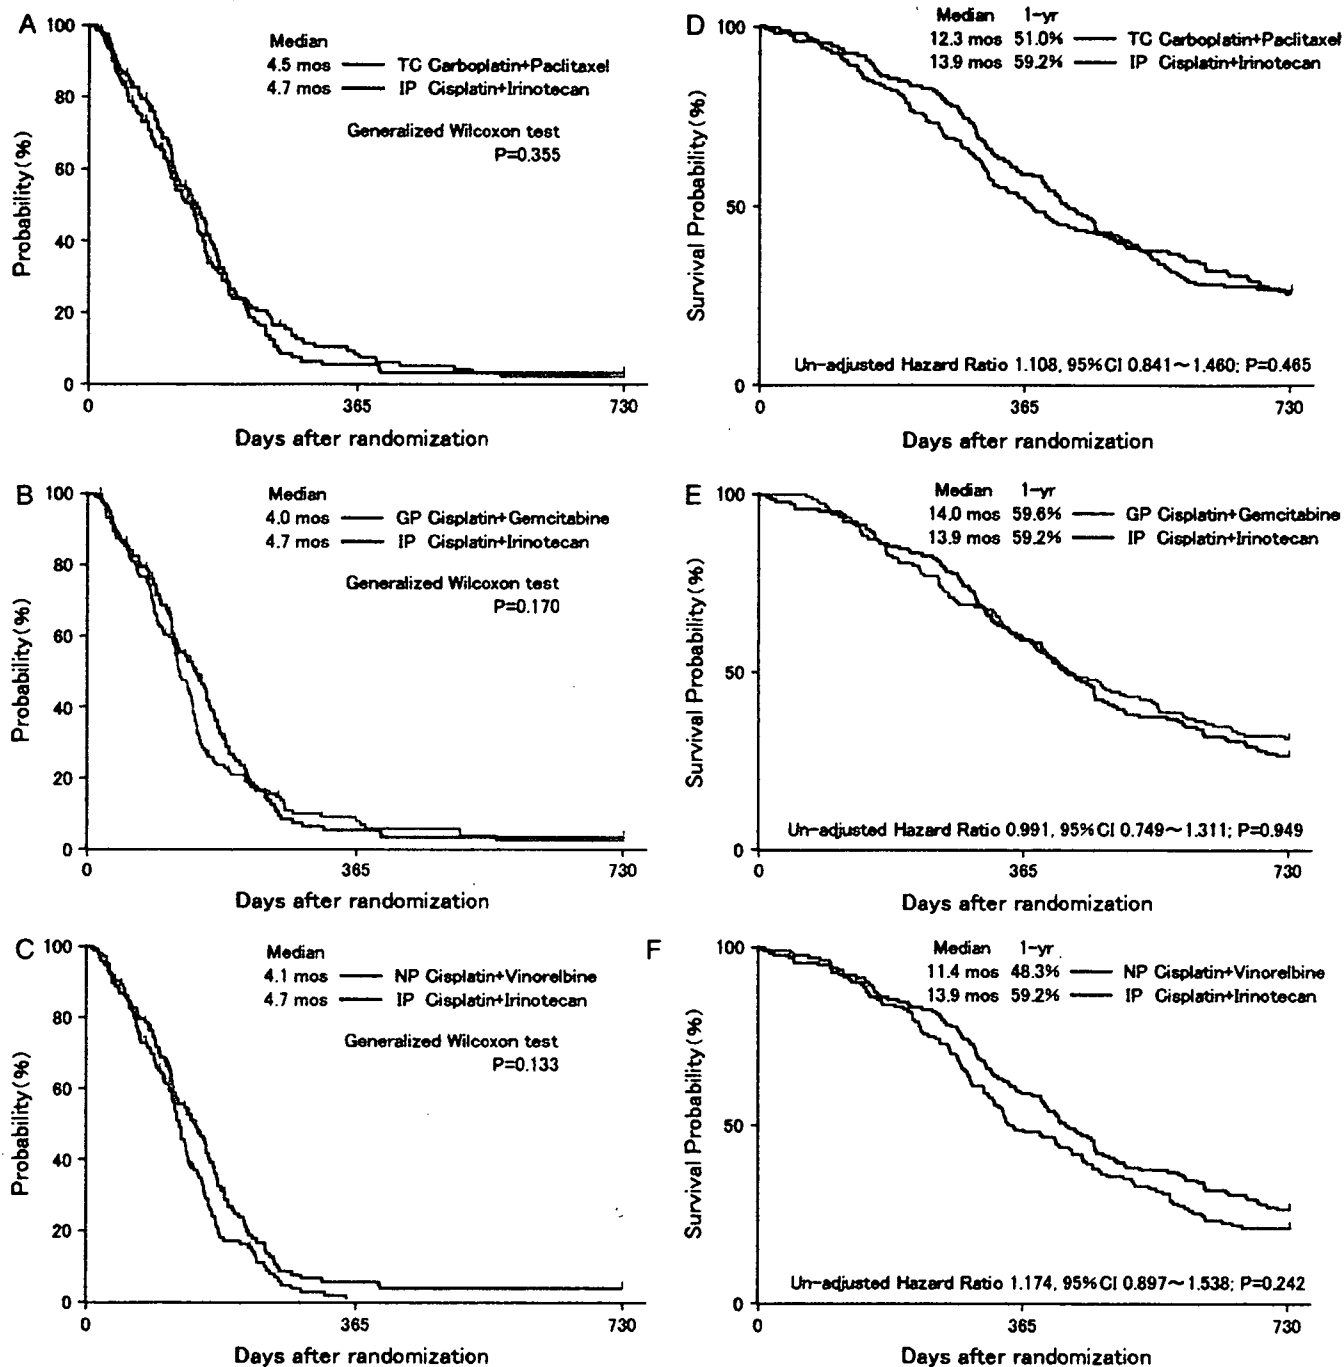 A
100
80
60
40
20
0
Probability(%)
Median
4.5 mos TC Carboplatin+Paclitaxel
4.7 mos IP Cisplatin+Irinotecan
Generalized Wilcoxon test
P=0.355
0 365 730
Days after randomization
D
100
50
0
Survival Probability(%)
Median 1-yr
12.3 mos 51.0% TC Carboplatin+Paclitaxel
13.9 mos 59.2% IP Cisplatin+Irinotecan
Un-adjusted Hazard Ratio 1.108, 95%CI 0.841~1.460; P=0.465
0 365 730
Days after randomization
B
100
80
60
40
20
0
Probability(%)
Median
4.0 mos GP Cisplatin+Gemcitabine
4.7 mos IP Cisplatin+Irinotecan
Generalized Wilcoxon test
P=0.170
0 365 730
Days after randomization
E
100
50
0
Survival Probability(%)
Median 1-yr
14.0 mos 59.6% GP Cisplatin+Gemcitabine
13.9 mos 59.2% IP Cisplatin+Irinotecan
Un-adjusted Hazard Ratio 0.991, 95%CI 0.749~1.311; P=0.949
0 365 730
Days after randomization
C
100
80
60
40
20
0
Probability(%)
Median
4.1 mos NP Cisplatin+Vinorelbine
4.7 mos IP Cisplatin+Irinotecan
Generalized Wilcoxon test
P=0.133
0 365 730
Days after randomization
F
100
50
0
Survival Probability(%)
Median 1-yr
11.4 mos 48.3% NP Cisplatin+Vinorelbine
13.9 mos 59.2% IP Cisplatin+Irinotecan
Un-adjusted Hazard Ratio 1.174, 95%CI 0.897~1.538; P=0.242
0 365 730
Days after randomization